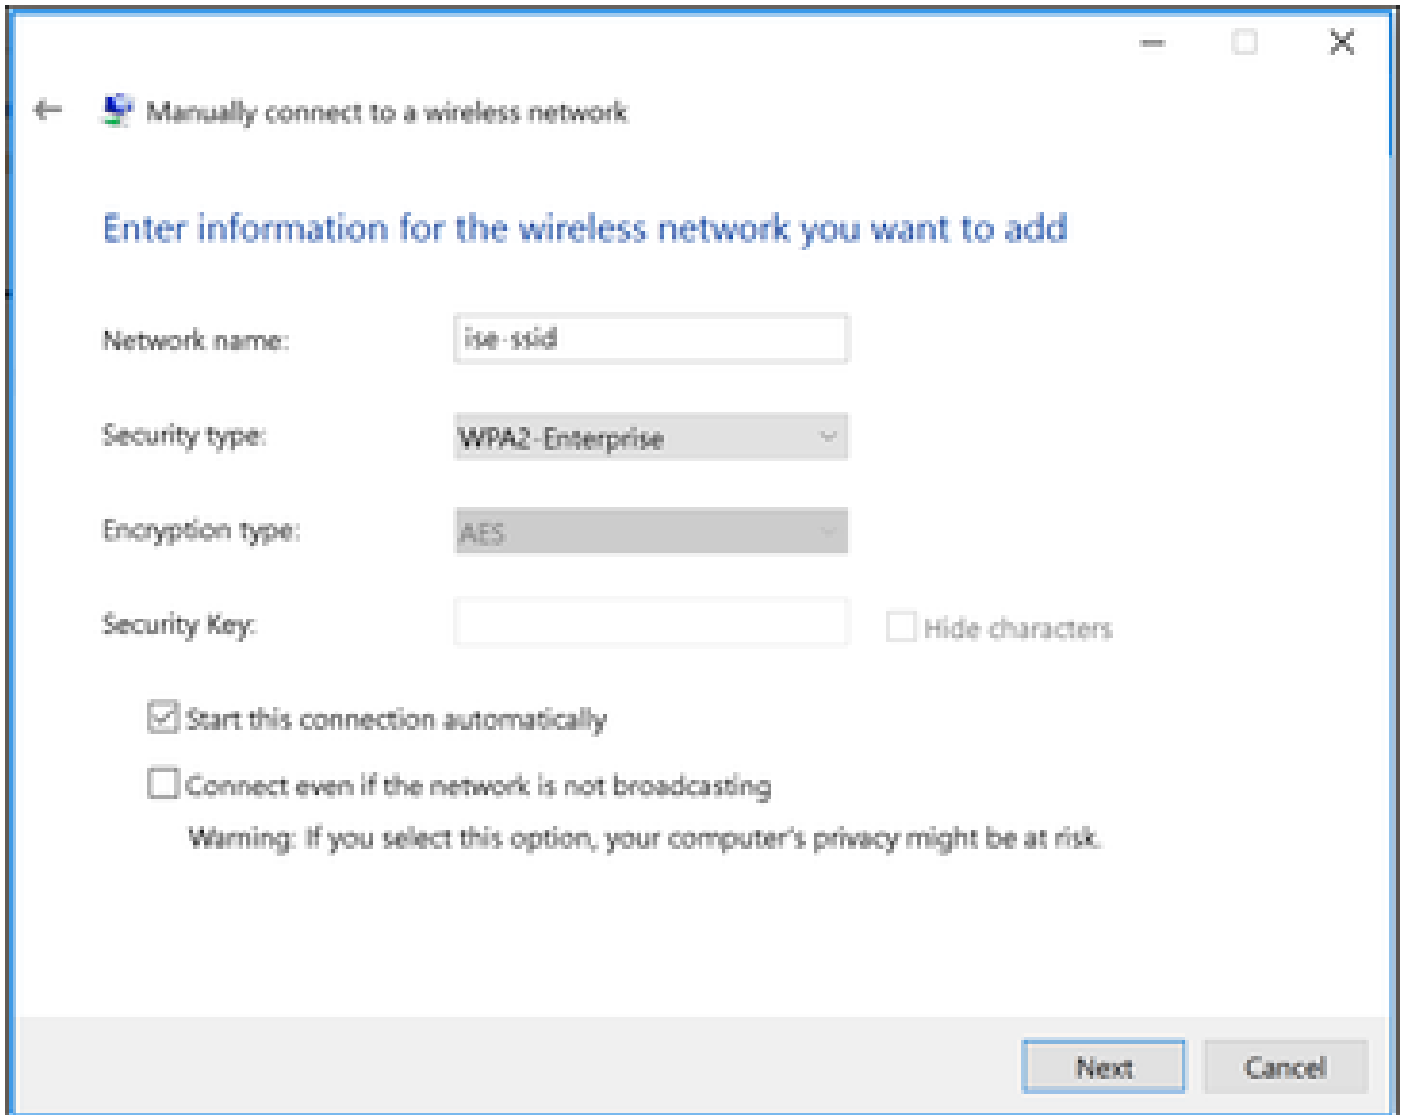 Manually connect to a wireless network
Enter information for the wireless network you want to add
Network name: ise-ssid
Security type: WPA2-Enterprise
Encryption type: AES
Security Key: Hide characters
Start this connection automatically
Connect even if the network is not broadcasting
Warning: If you select this option, your computer's privacy might be at risk.
Next Cancel